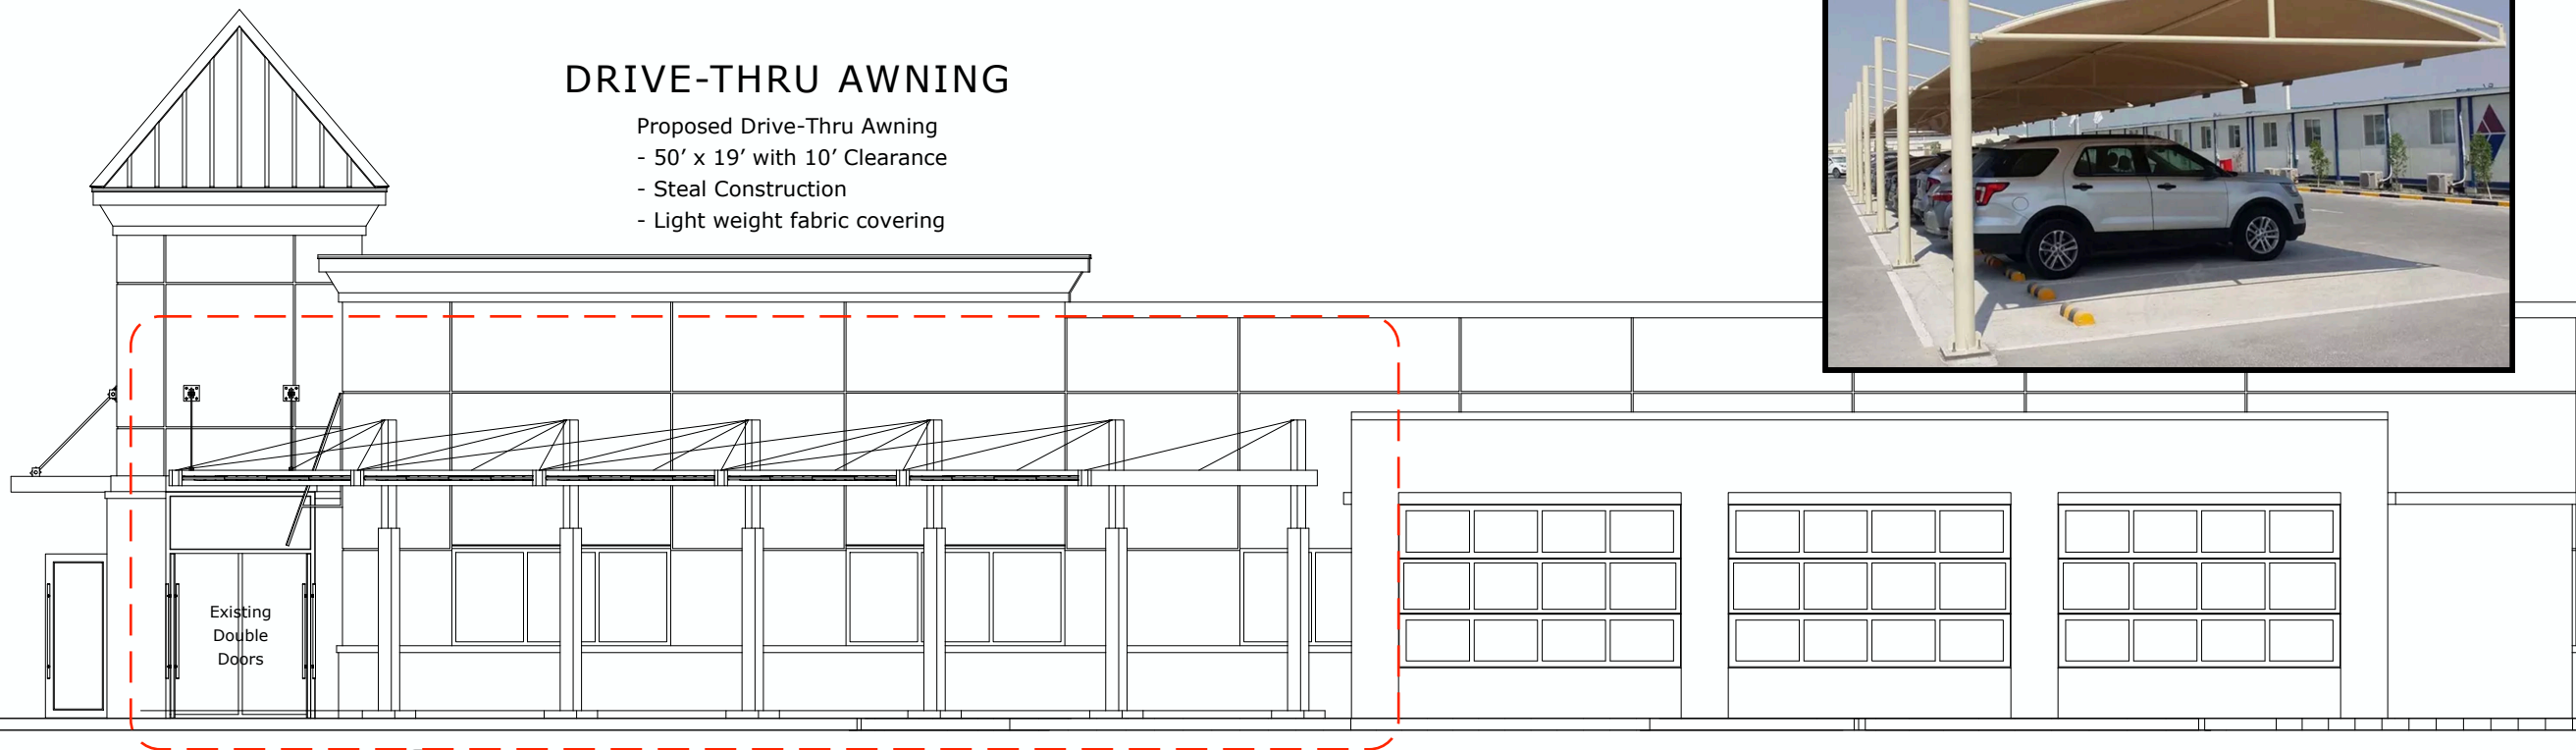 DRIVE-THRU AWNING
Proposed Drive-Thru Awning
- 50’ x 19’ with 10’ Clearance
- Steal Construction
- Light weight fabric covering
Existing
Double
Doors